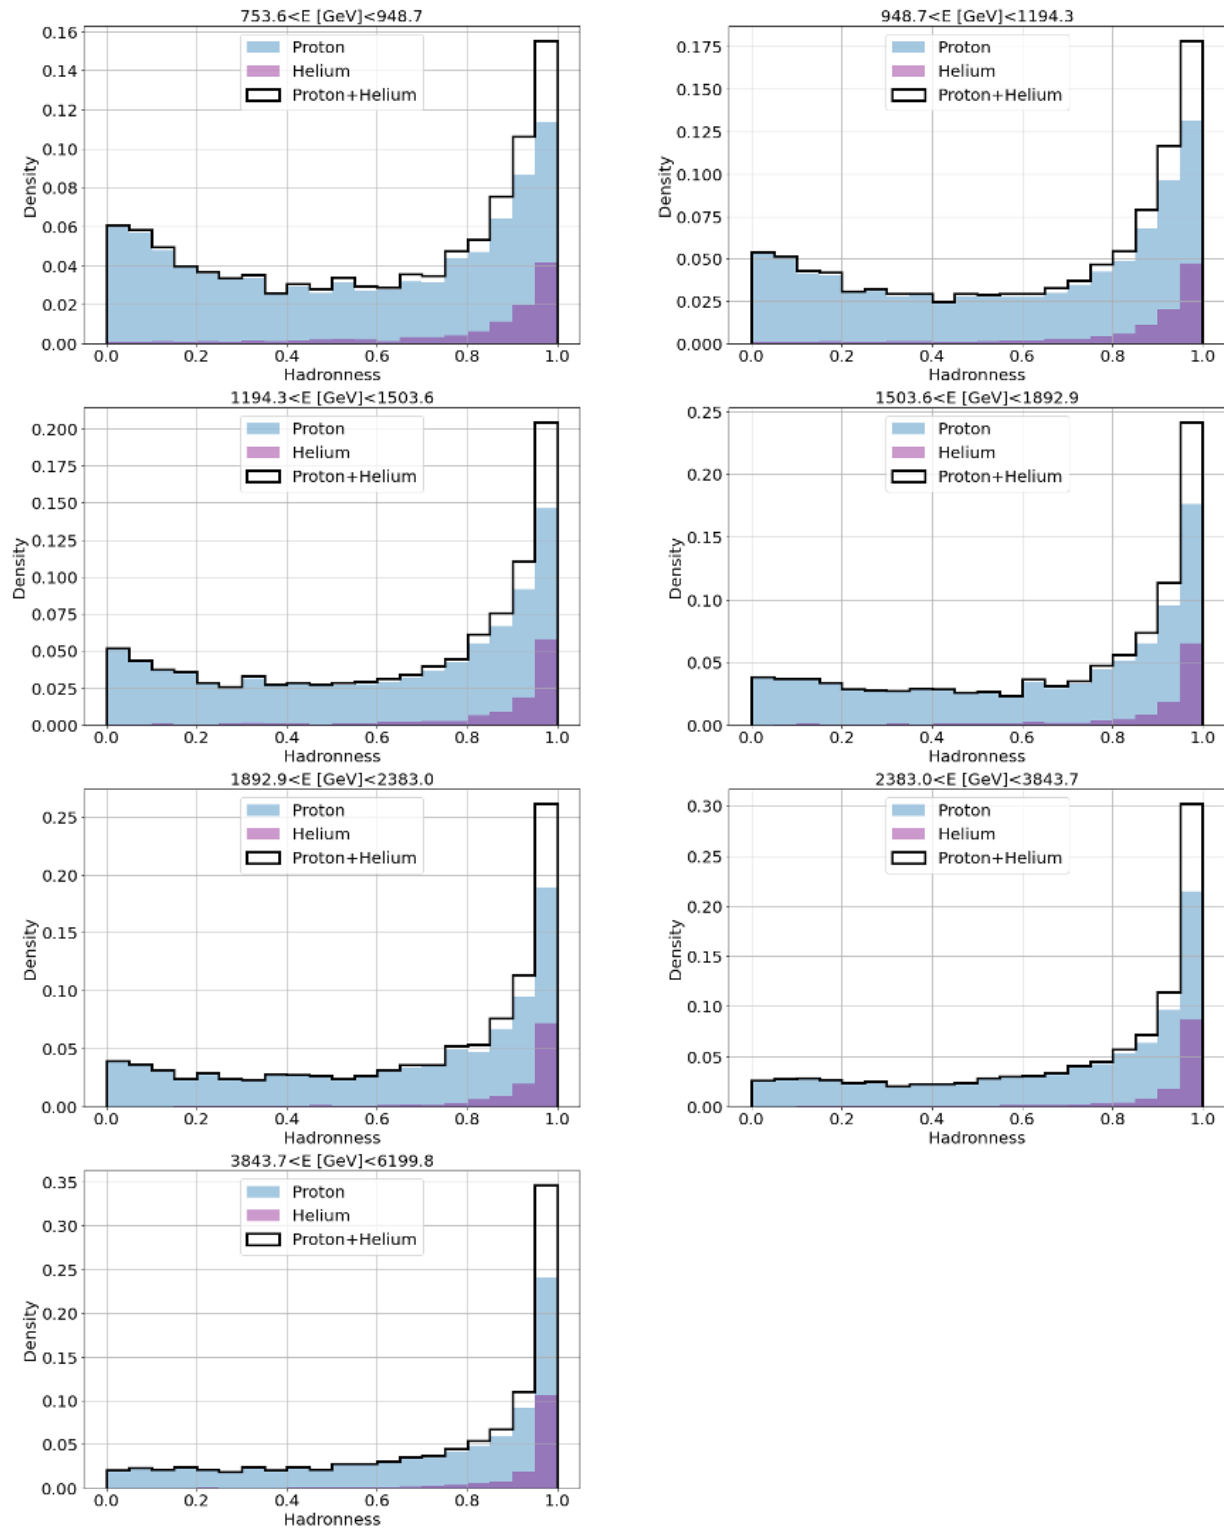 753.6<E [GeV]<948.7
0.16
0.14
0.12
0.10
0.08
0.06
0.04
0.02
0.00
Density
Proton
Helium
Proton+Helium
0.0 0.2 0.4 0.6 0.8 1.0
Hadronness
948.7<E [GeV]<1194.3
0.175
0.150
0.125
0.100
0.075
0.050
0.025
0.000
Density
Proton
Helium
Proton+Helium
0.0 0.2 0.4 0.6 0.8 1.0
Hadronness
1194.3<E [GeV]<1503.6
0.200
0.175
0.150
0.125
0.100
0.075
0.050
0.025
0.000
Density
Proton
Helium
Proton+Helium
0.0 0.2 0.4 0.6 0.8 1.0
Hadronness
1503.6<E [GeV]<1892.9
0.25
0.20
0.15
0.10
0.05
0.00
Density
Proton
Helium
Proton+Helium
0.0 0.2 0.4 0.6 0.8 1.0
Hadronness
1892.9<E [GeV]<2383.0
0.25
0.20
0.15
0.10
0.05
0.00
Density
Proton
Helium
Proton+Helium
0.0 0.2 0.4 0.6 0.8 1.0
Hadronness
2383.0<E [GeV]<3843.7
0.30
0.25
0.20
0.15
0.10
0.05
0.00
Density
Proton
Helium
Proton+Helium
0.0 0.2 0.4 0.6 0.8 1.0
Hadronness
3843.7<E [GeV]<6199.8
0.35
0.30
0.25
0.20
0.15
0.10
0.05
0.00
Density
Proton
Helium
Proton+Helium
0.0 0.2 0.4 0.6 0.8 1.0
Hadronness